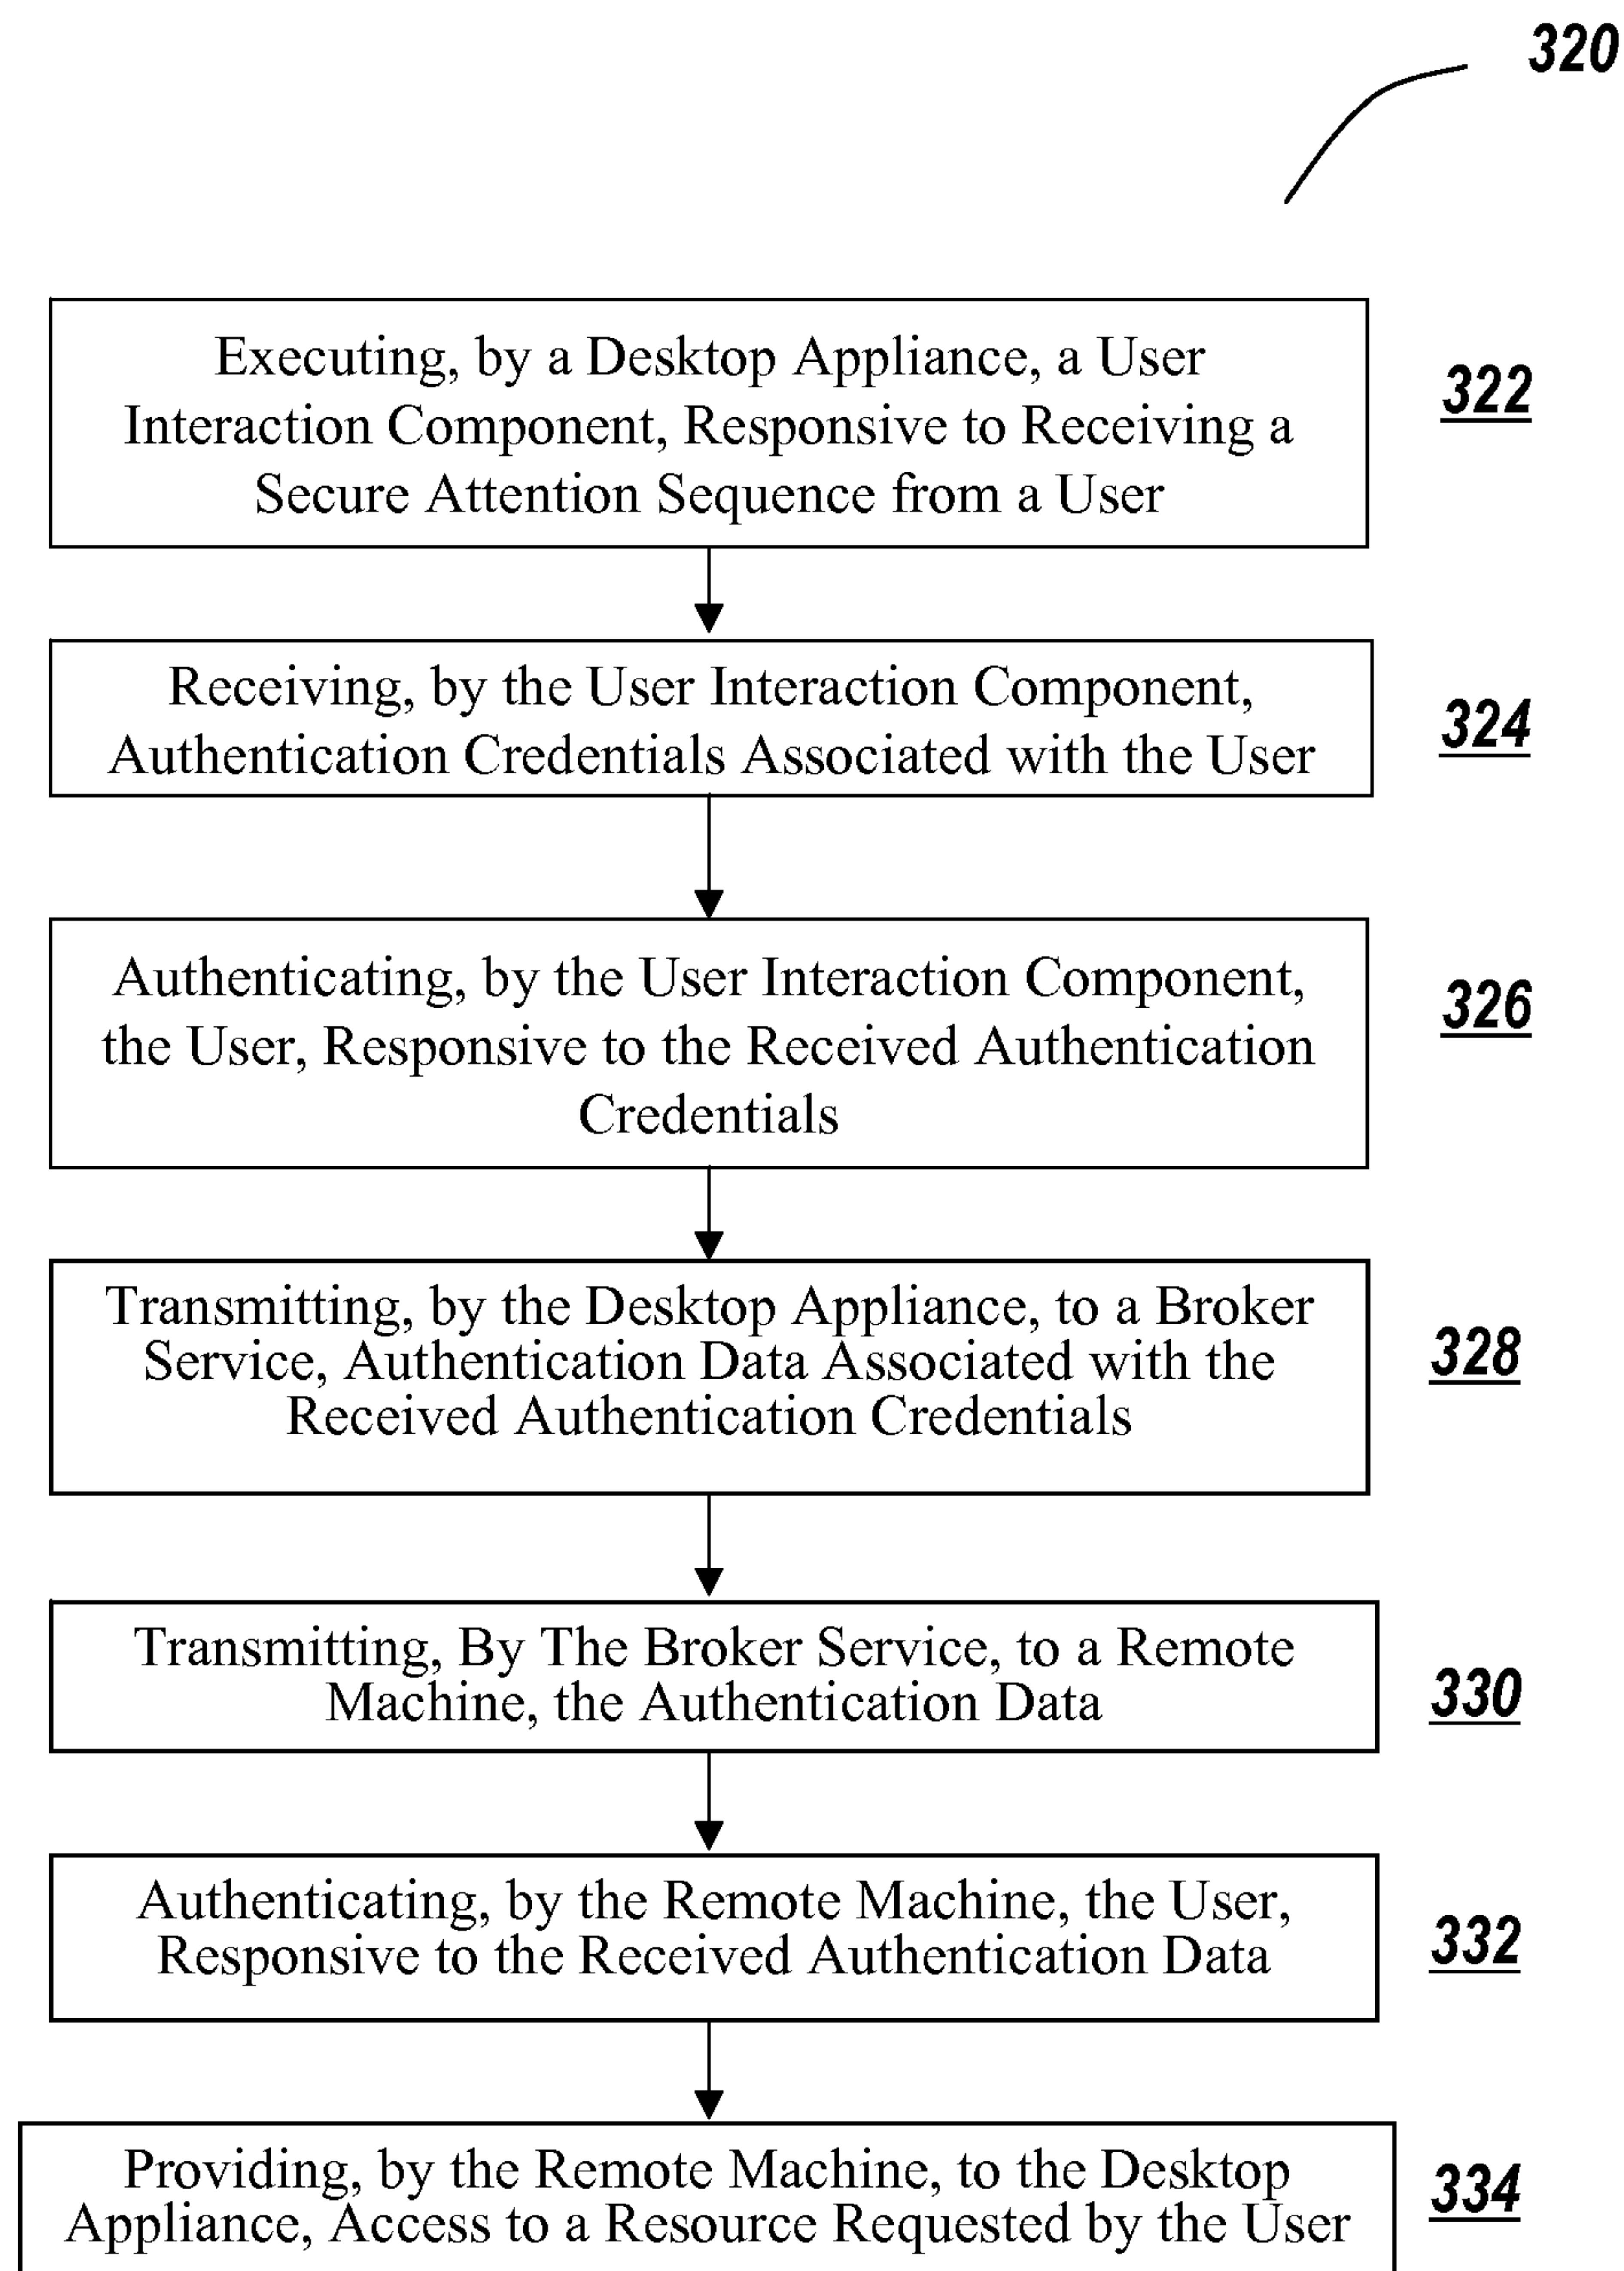 320
Executing, by a Desktop Appliance, a User
Interaction Component, Responsive to Receiving a
Secure Attention Sequence from a User
322
Receiving, by the User Interaction Component,
Authentication Credentials Associated with the User
324
Authenticating, by the User Interaction Component,
the User, Responsive to the Received Authentication
Credentials
326
Transmitting, by the Desktop Appliance, to a Broker
Service, Authentication Data Associated with the
Received Authentication Credentials
328
Transmitting, By The Broker Service, to a Remote
Machine, the Authentication Data
330
Authenticating, by the Remote Machine, the User,
Responsive to the Received Authentication Data
332
Providing, by the Remote Machine, to the Desktop
Appliance, Access to a Resource Requested by the User
334